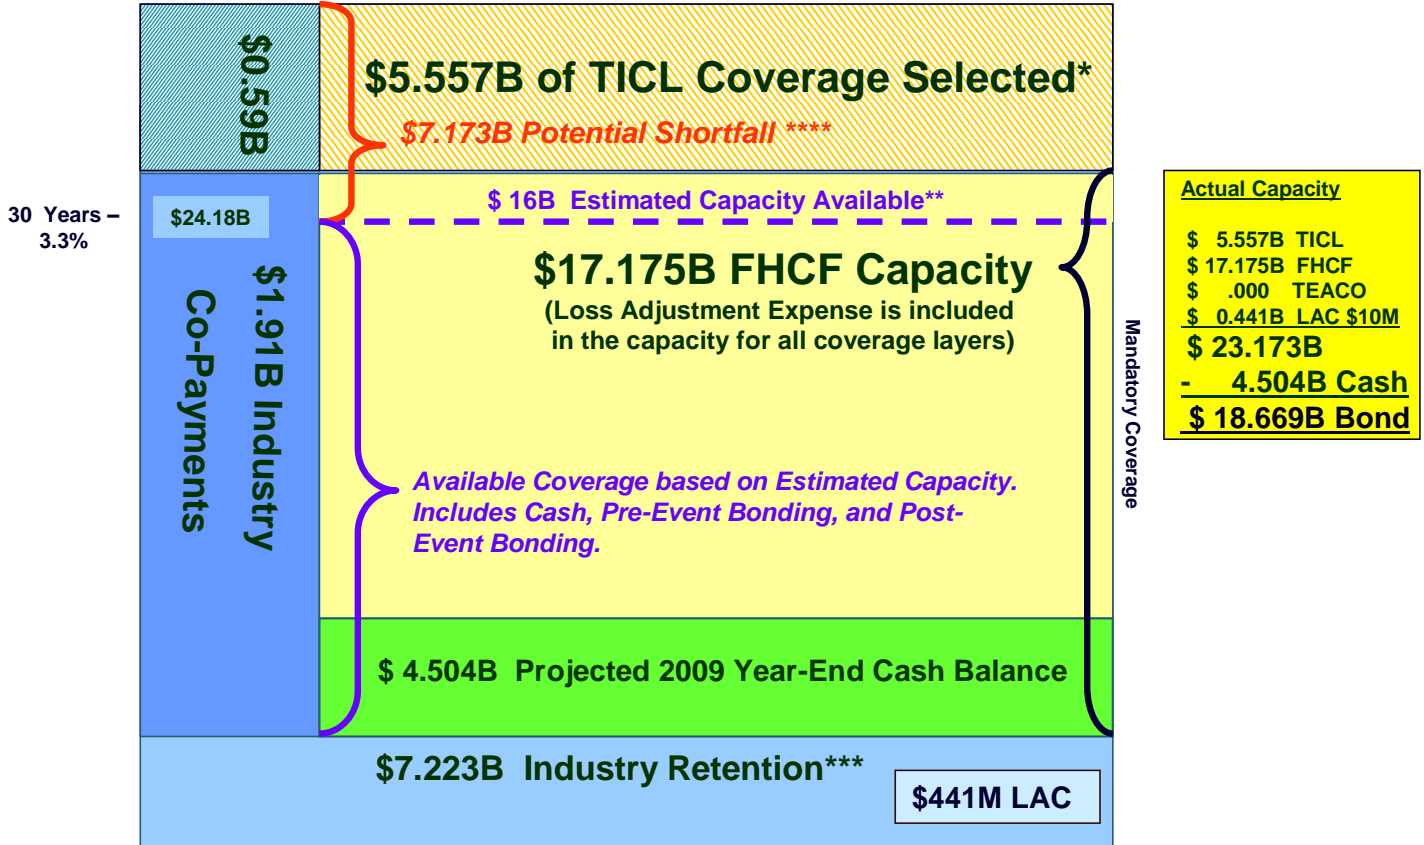 $0.59B
$5.557B of TICL Coverage Selected*
$7.173B Potential Shortfall ****
30 Years –
3.3%
$24.18B
$ 16B Estimated Capacity Available**
$17.175B FHCF Capacity
(Loss Adjustment Expense is included
in the capacity for all coverage layers)
$1.91B Industry
Co-Payments
Available Coverage based on Estimated Capacity.
Includes Cash, Pre-Event Bonding, and Post-
Event Bonding.
$ 4.504B Projected 2009 Year-End Cash Balance
$7.223B Industry Retention***
$441M LAC
Mandatory Coverage
Actual Capacity
$ 5.557B TICL
$ 17.175B FHCF
$ .000 TEACO
$ 0.441B LAC $10M
$ 23.173B
- 4.504B Cash
$ 18.669B Bond